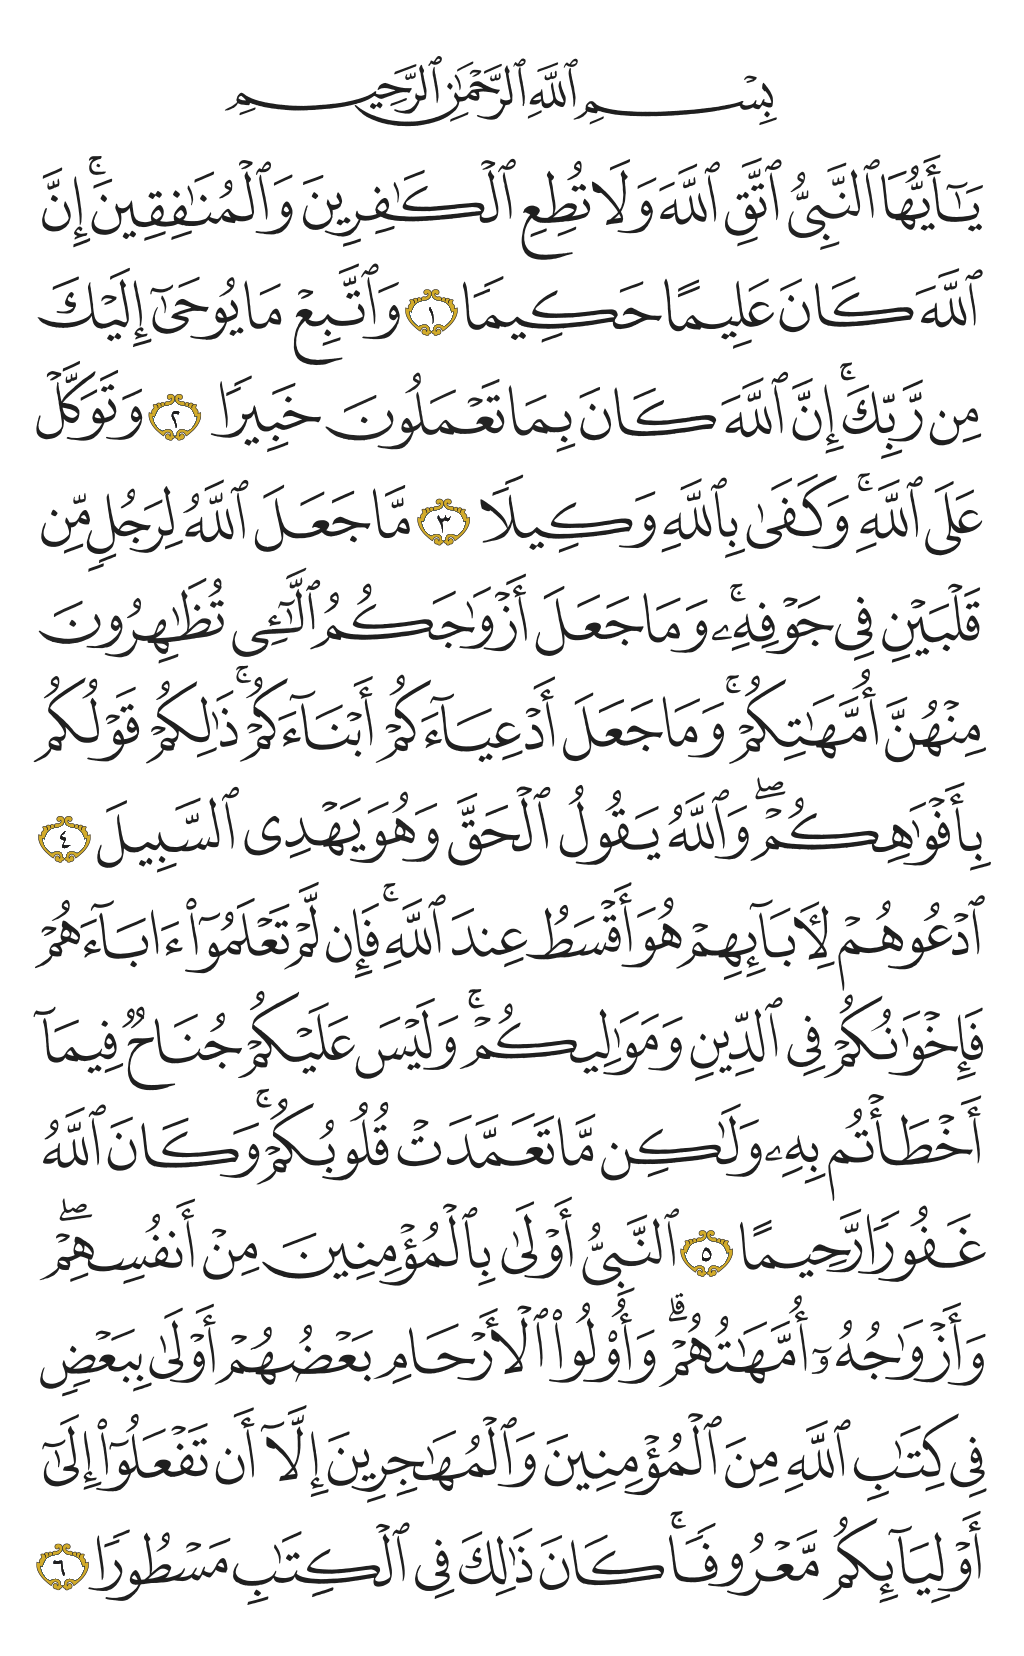 بِسۡمِ ٱللَّهِ ٱلرَّحۡمَٰنِ ٱلرَّحِيمِ
يَٰٓأَيُّهَا ٱلنَّبِيُّ ٱتَّقِ ٱللَّهَ وَلَا تُطِعِ ٱلۡكَٰفِرِينَ وَٱلۡمُنَٰفِقِينَۚ إِنَّ
ٱللَّهَ كَانَ عَلِيمًا حَكِيمٗا ١ وَٱتَّبِعۡ مَا يُوحَىٰٓ إِلَيۡكَ
مِن رَّبِّكَۚ إِنَّ ٱللَّهَ كَانَ بِمَا تَعۡمَلُونَ خَبِيرٗا ٢ وَتَوَكَّلۡ
عَلَى ٱللَّهِۚ وَكَفَىٰ بِٱللَّهِ وَكِيلٗا ٣ مَّا جَعَلَ ٱللَّهُ لِرَجُلٖ مِّن
قَلۡبَيۡنِ فِي جَوۡفِهِۦۚ وَمَا جَعَلَ أَزۡوَٰجَكُمُ ٱلَّٰٓـِٔي تُظَٰهِرُونَ
مِنۡهُنَّ أُمَّهَٰتِكُمۡۚ وَمَا جَعَلَ أَدۡعِيَآءَكُمۡ أَبۡنَآءَكُمۡۚ ذَٰلِكُمۡ قَوۡلُكُم
بِأَفۡوَٰهِكُمۡۖ وَٱللَّهُ يَقُولُ ٱلۡحَقَّ وَهُوَ يَهۡدِي ٱلسَّبِيلَ ٤
ٱدۡعُوهُمۡ لِأٓبَآئِهِمۡ هُوَ أَقۡسَطُ عِندَ ٱللَّهِۚ فَإِن لَّمۡ تَعۡلَمُوٓاْ ءَابَآءَهُمۡ
فَإِخۡوَٰنُكُمۡ فِي ٱلدِّينِ وَمَوَٰلِيكُمۡۚ وَلَيۡسَ عَلَيۡكُمۡ جُنَاحٞ فِيمَآ
أَخۡطَأۡتُم بِهِۦ وَلَٰكِن مَّا تَعَمَّدَتۡ قُلُوبُكُمۡۚ وَكَانَ ٱللَّهُ
غَفُورٗا رَّحِيمًا ٥ ٱلنَّبِيُّ أَوۡلَىٰ بِٱلۡمُؤۡمِنِينَ مِنۡ أَنفُسِهِمۡۖ
وَأَزۡوَٰجُهُۥٓ أُمَّهَٰتُهُمۡۗ وَأُوْلُواْ ٱلۡأَرۡحَامِ بَعۡضُهُمۡ أَوۡلَىٰ بِبَعۡضٖ
فِي كِتَٰبِ ٱللَّهِ مِنَ ٱلۡمُؤۡمِنِينَ وَٱلۡمُهَٰجِرِينَ إِلَّآ أَن تَفۡعَلُوٓاْ إِلَىٰٓ
أَوۡلِيَآئِكُم مَّعۡرُوفٗاۚ كَانَ ذَٰلِكَ فِي ٱلۡكِتَٰبِ مَسۡطُورٗا ٦